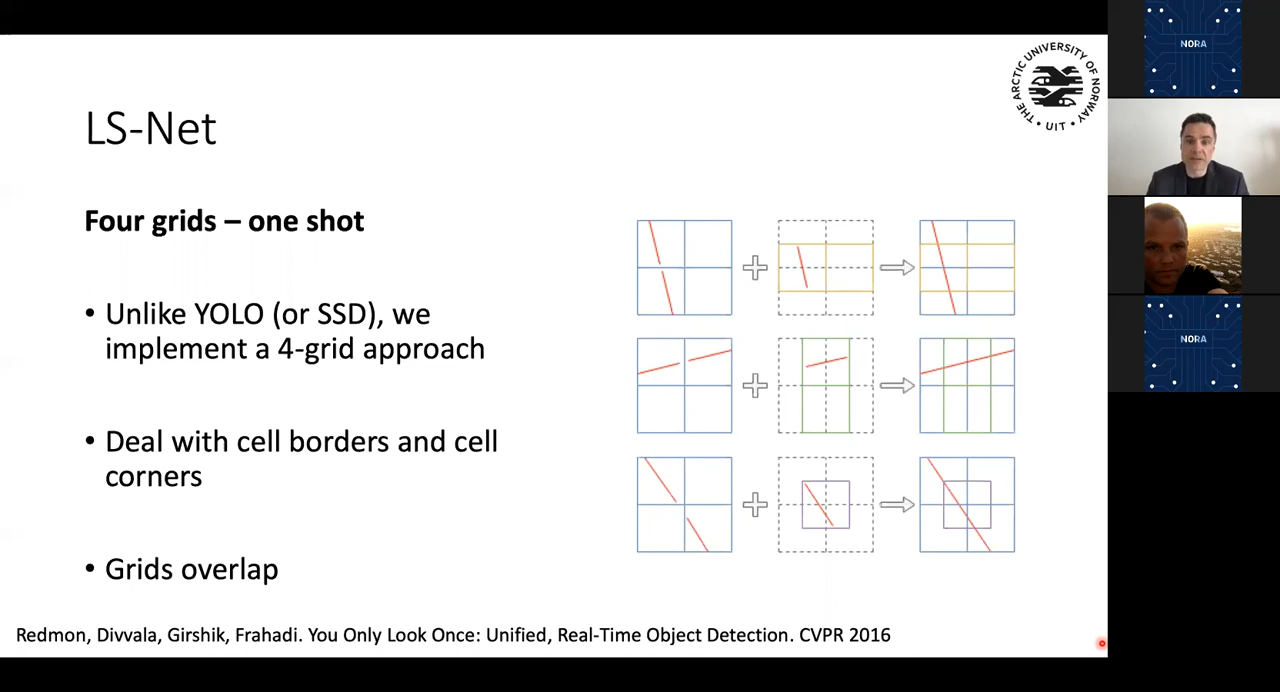 THE ARCTIC UNIVERSITY OF NORWAY
• UIT •
LS-Net
Four grids – one shot
• Unlike YOLO (or SSD), we
implement a 4-grid approach
• Deal with cell borders and cell
corners
• Grids overlap
Redmon, Divvala, Girshik, Frahadi. You Only Look Once: Unified, Real-Time Object Detection. CVPR 2016
NORA
NORA